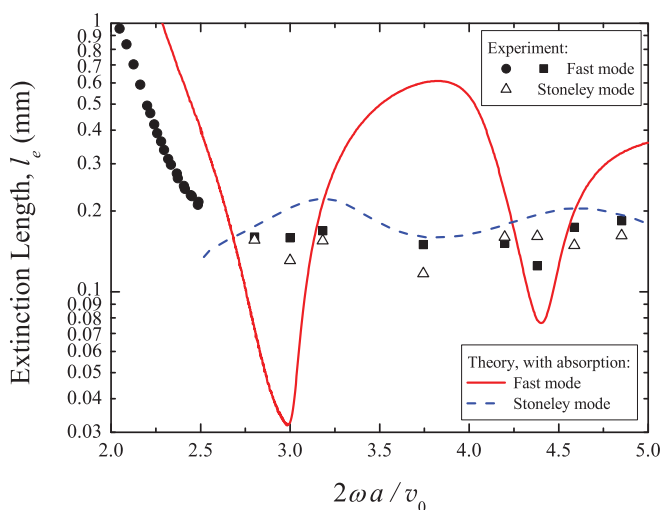 Experiment:
Fast mode
Stoneley mode
Extinction Length, l_e (mm)
1
0.9
0.8
0.7
0.6
0.5
0.4
0.3
0.2
0.1
0.09
0.08
0.07
0.06
0.05
0.04
0.03
Theory, with absorption:
Fast mode
Stoneley mode
2.0 2.5 3.0 3.5 4.0 4.5 5.0
2ωa/v₀